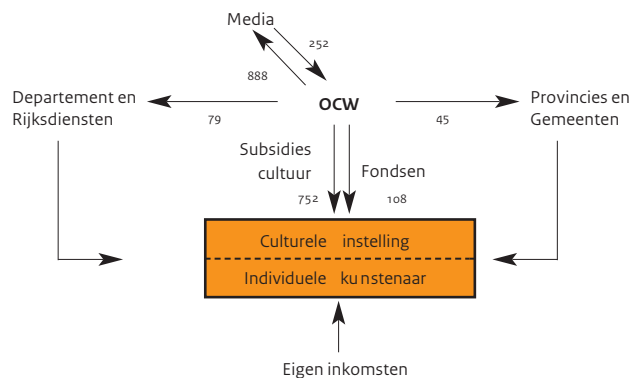 Media
252
888
Departement en
Rijksdiensten
OCW
Provincies en
Gemeenten
79
45
Subsidies
cultuur
Fondsen
752
108
Culturele instelling
Individuele kunstenaar
Eigen inkomsten